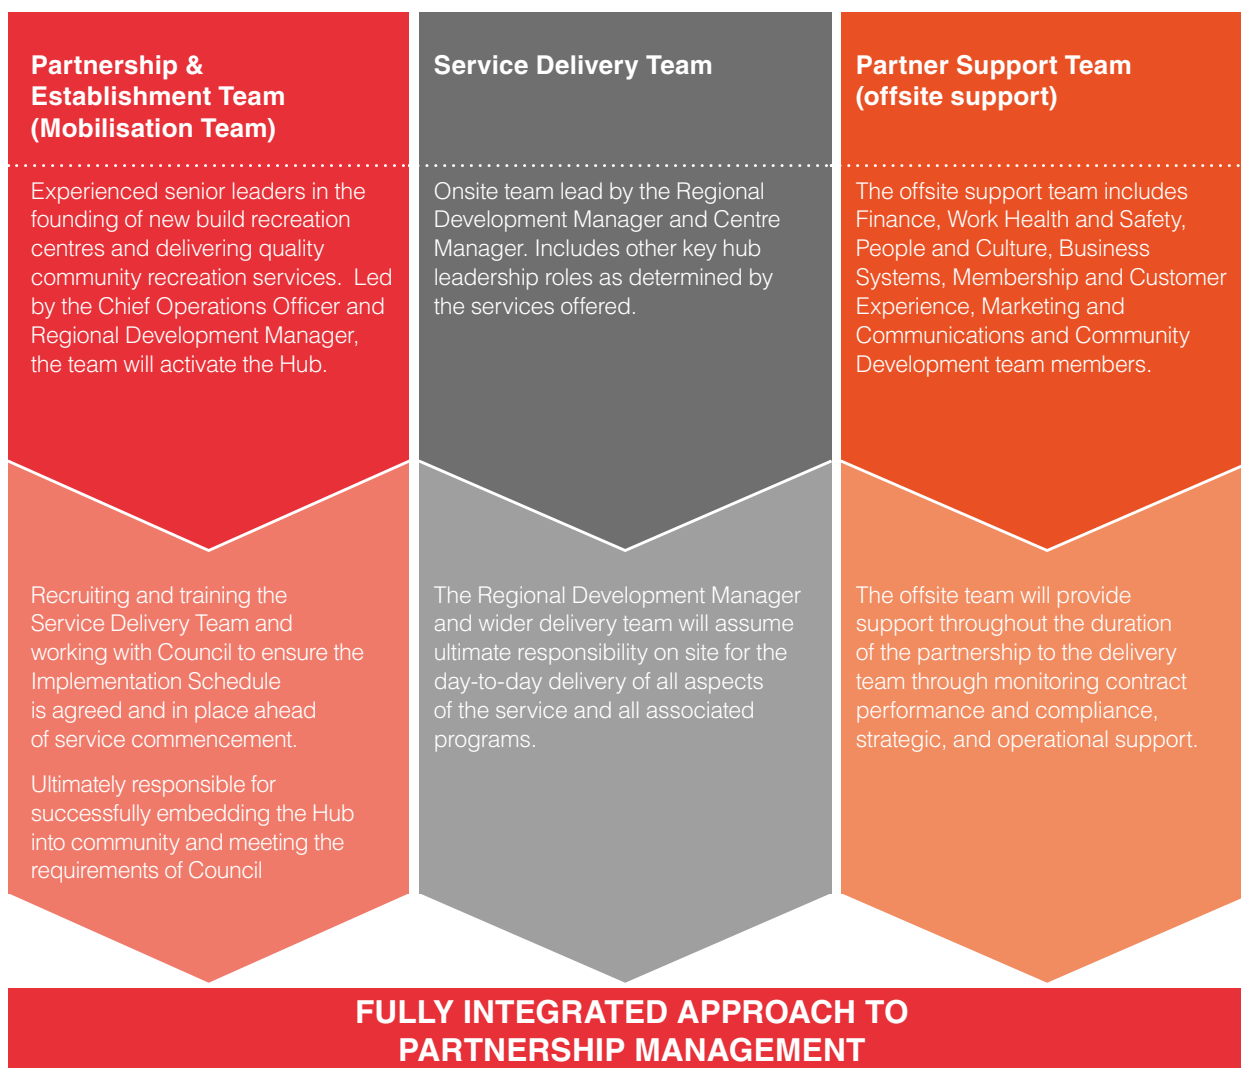 Partnership &
Establishment Team
(Mobilisation Team)
Experienced senior leaders in the
founding of new build recreation
centres and delivering quality
community recreation services.  Led
by the Chief Operations Officer and
Regional Development Manager,
the team will activate the Hub.
Recruiting and training the
Service Delivery Team and
working with Council to ensure the
Implementation Schedule
is agreed and in place ahead
of service commencement.
Ultimately responsible for
successfully embedding the Hub
into community and meeting the
requirements of Council
Service Delivery Team
Onsite team lead by the Regional
Development Manager and Centre
Manager. Includes other key hub
leadership roles as determined by
the services offered.
The Regional Development Manager
and wider delivery team will assume
ultimate responsibility on site for the
day-to-day delivery of all aspects
of the service and all associated
programs.
Partner Support Team
(offsite support)
The offsite support team includes
Finance, Work Health and Safety,
People and Culture, Business
Systems, Membership and Customer
Experience, Marketing and
Communications and Community
Development team members.
The offsite team will provide
support throughout the duration
of the partnership to the delivery
team through monitoring contract
performance and compliance,
strategic, and operational support.
FULLY INTEGRATED APPROACH TO
PARTNERSHIP MANAGEMENT